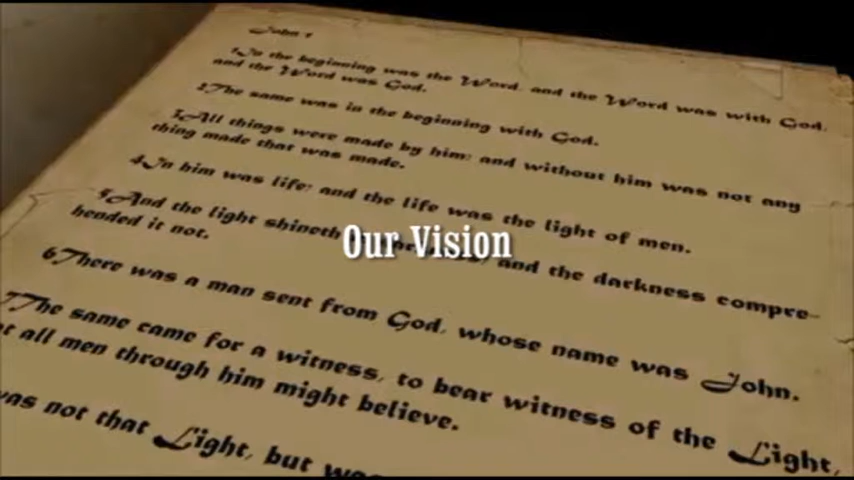 John 1
1In the beginning was the Word, and the Word was with God,
and the Word was God.
2The same was in the beginning with God.
3All things were made by him; and without him was not any
thing made that was made.
4In him was life; and the life was the light of men.
5And the light shineth and the darkness compre-
hended it not.
Our Vision
6There was a man sent from God, whose name was John.
7The same came for a witness, to bear witness of the Light,
all men through him might believe.
was not that Light, but was